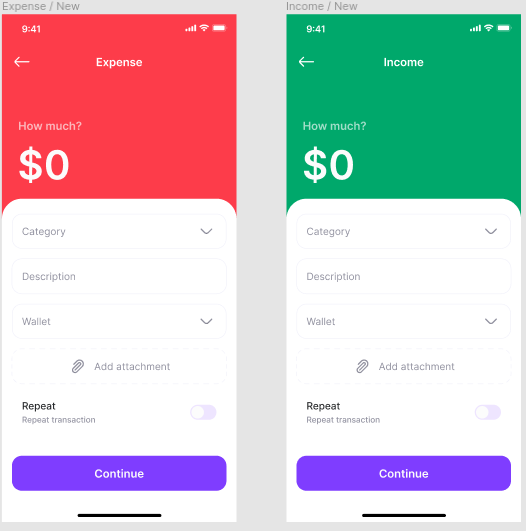 Expense / New
9:41
Expense
How much?
$0
Category
Description
Wallet
Add attachment
Repeat
Repeat transaction
Continue
Income / New
9:41
Income
How much?
$0
Category
Description
Wallet
Add attachment
Repeat
Repeat transaction
Continue